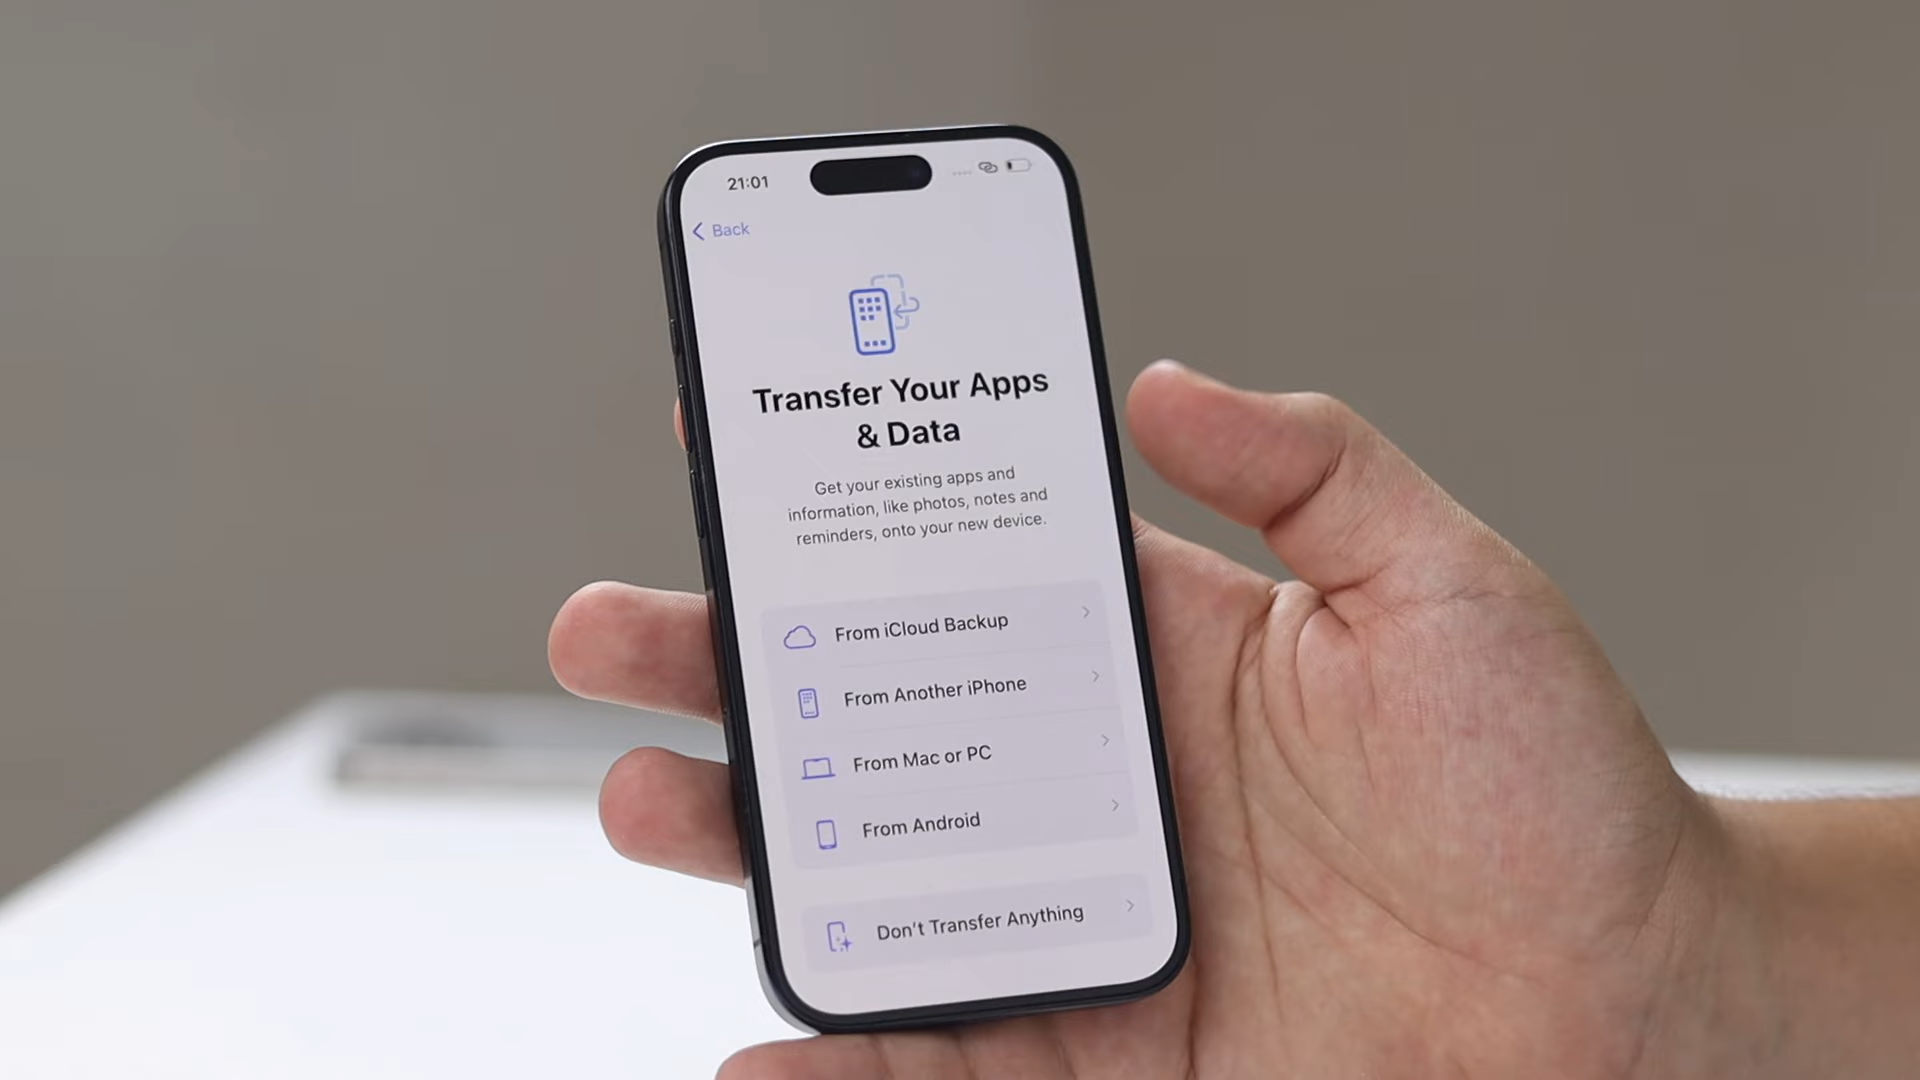 21:01
Back
Transfer Your Apps
& Data
Get your existing apps and
information, like photos, notes and
reminders, onto your new device.
From iCloud Backup
From Another iPhone
From Mac or PC
From Android
Don't Transfer Anything